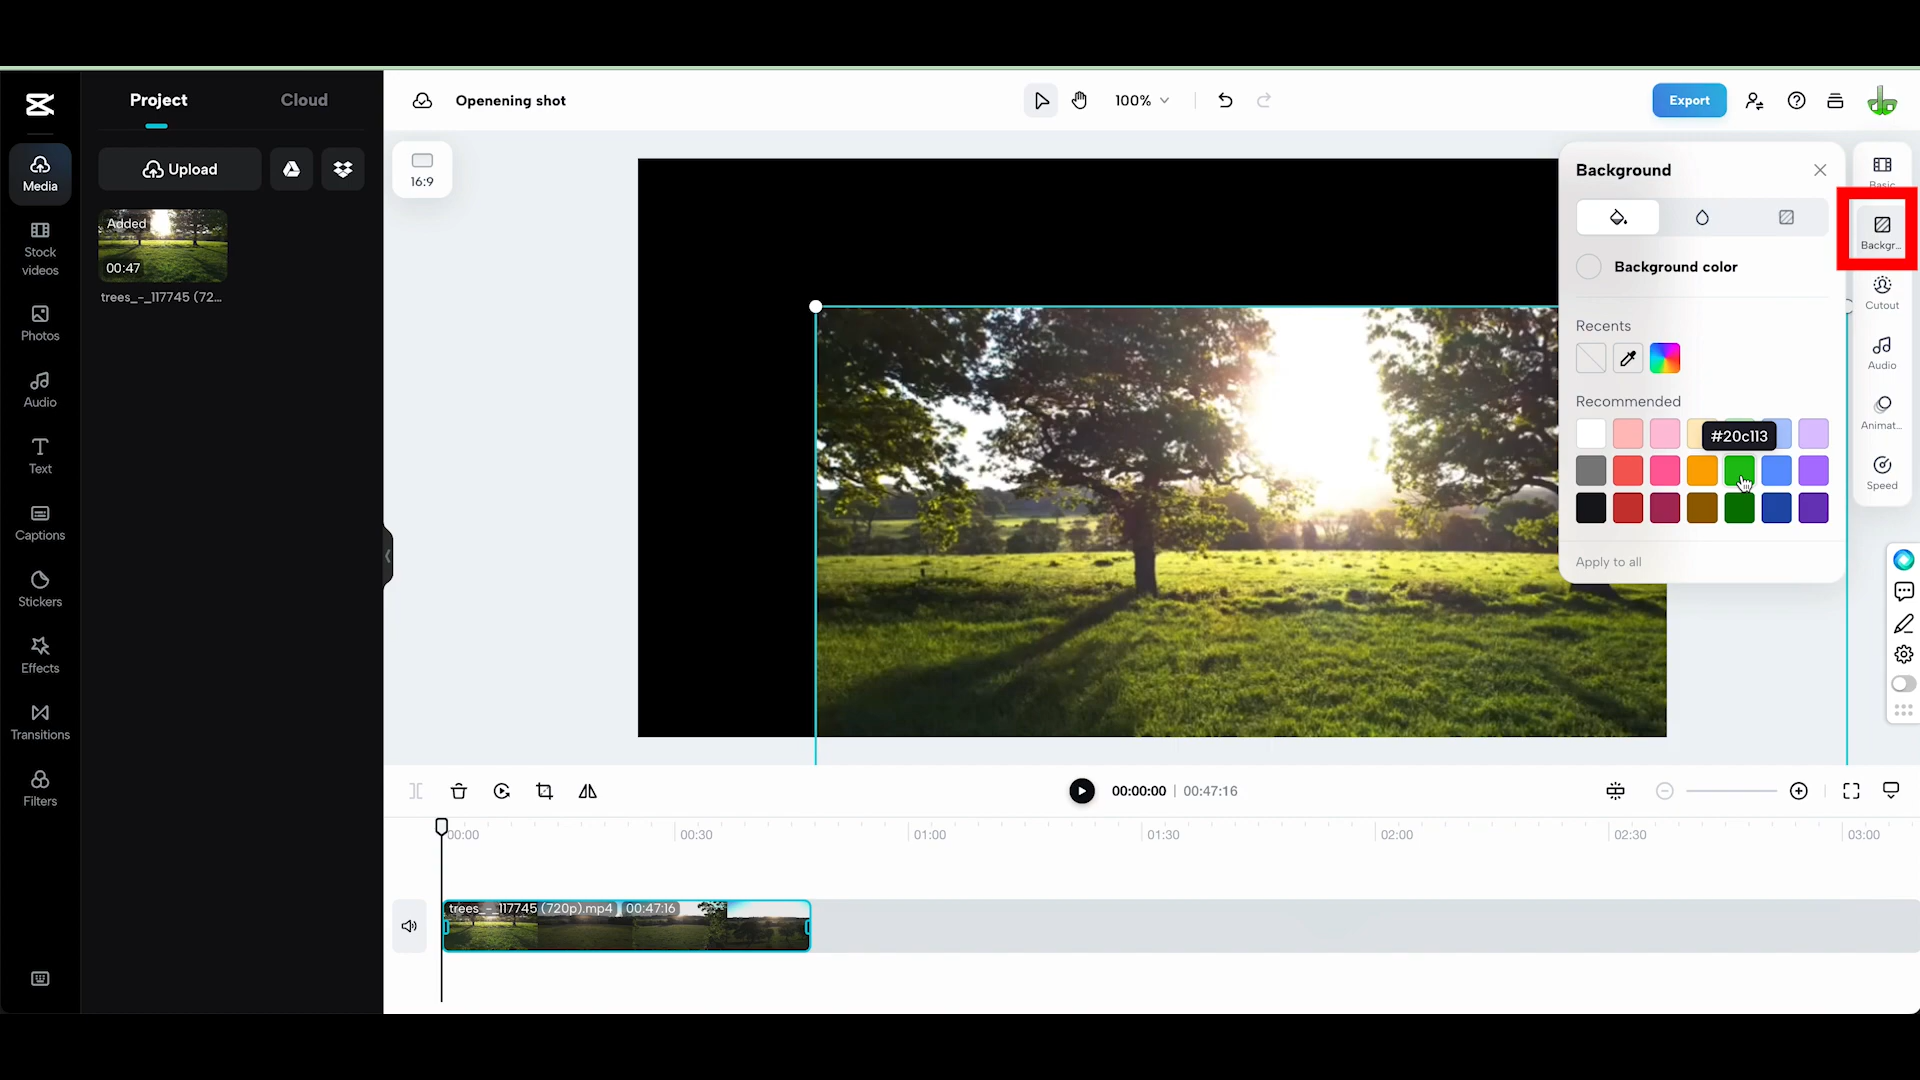 Project
Cloud
Openening shot
100%
Export
Upload
Media
16:9
Background
Basic
Added
00:47
trees_-_117745 (72...
Stock
videos
Backgr...
Background color
Cutout
Photos
Recents
Audio
Audio
Recommended
#20c113
Animat...
Text
Speed
Captions
Apply to all
Stickers
Effects
Transitions
Filters
00:00:00 | 00:47:16
00:00
00:30
01:00
01:30
02:00
02:30
03:00
trees_-_117745 (720p).mp4 00:47:16